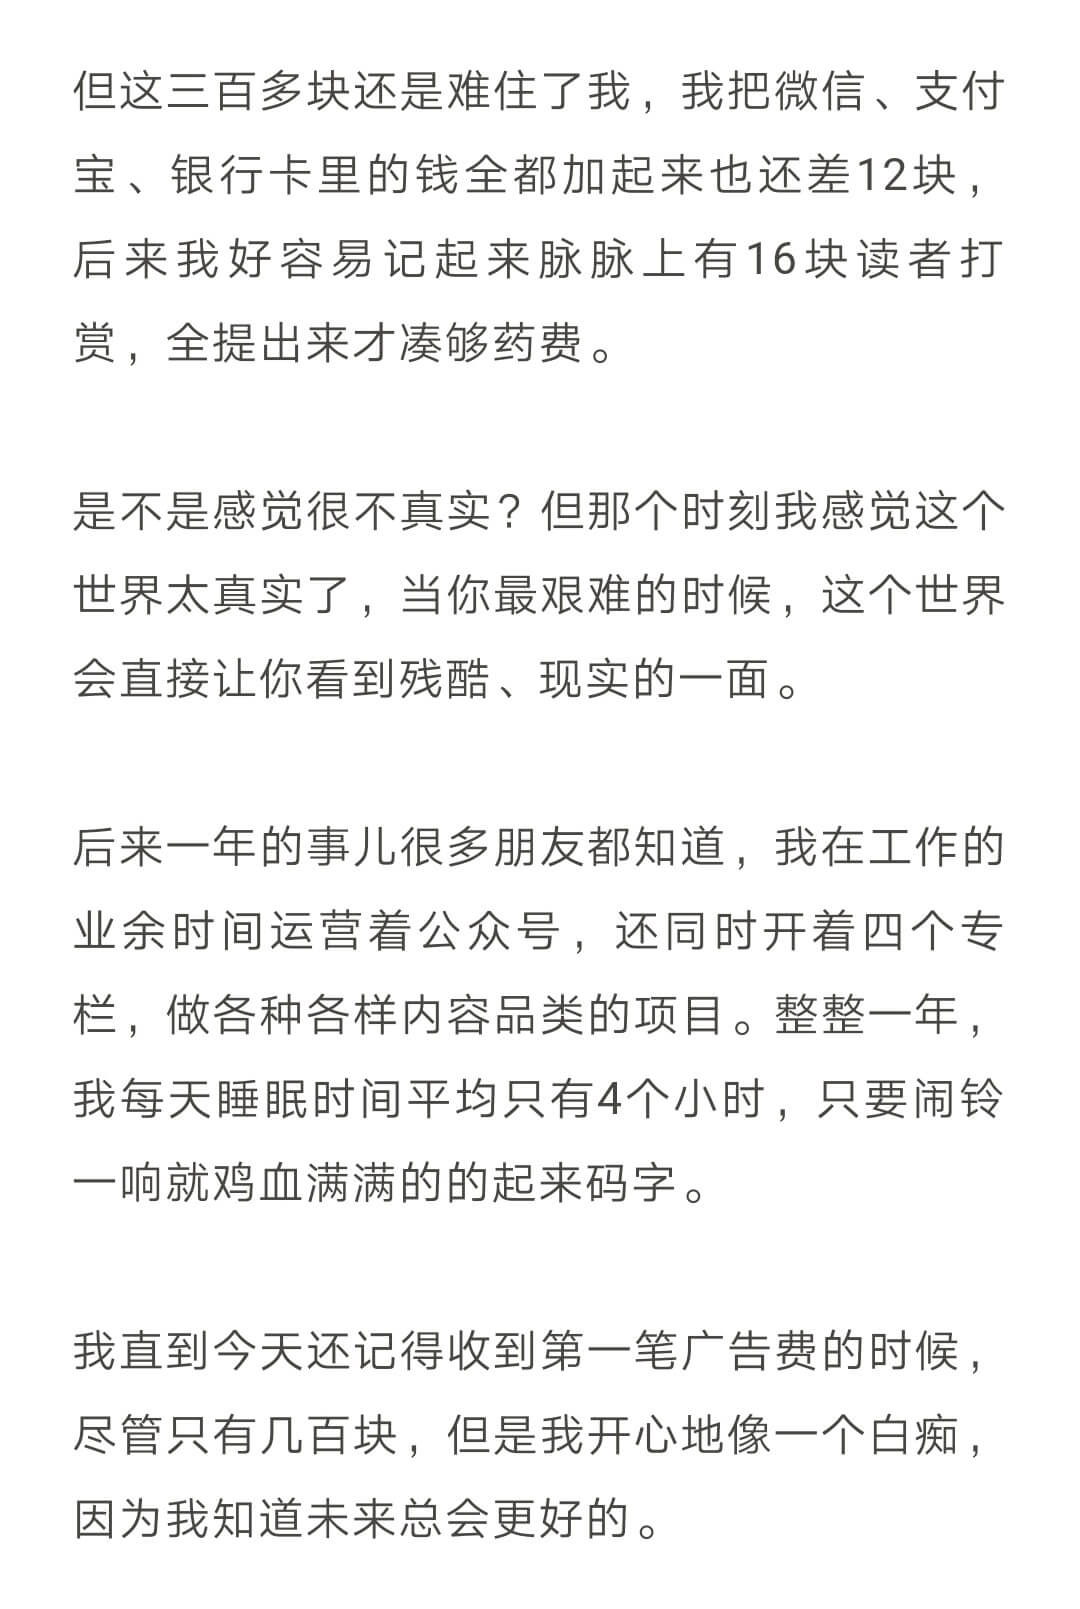 但这三百多块还是难住了我，我把微信、支付
宝、银行卡里的钱全都加起来也还差12块，
后来我好容易记起来脉脉上有16块读者打
赏，全提出来才凑够药费。
是不是感觉很不真实？但那个时刻我感觉这个
世界太真实了，当你最艰难的时候，这个世界
会直接让你看到残酷、现实的一面。
后来一年的事儿很多朋友都知道，我在工作的
业余时间运营着公众号，还同时开着四个专
栏，做各种各样内容品类的项目。整整一年，
我每天睡眠时间平均只有4个小时，只要闹铃
一响就鸡血满满的的起来码字。
我直到今天还记得收到第一笔广告费的时候，
尽管只有几百块，但是我开心地像一个白痴，
因为我知道未来总会更好的。